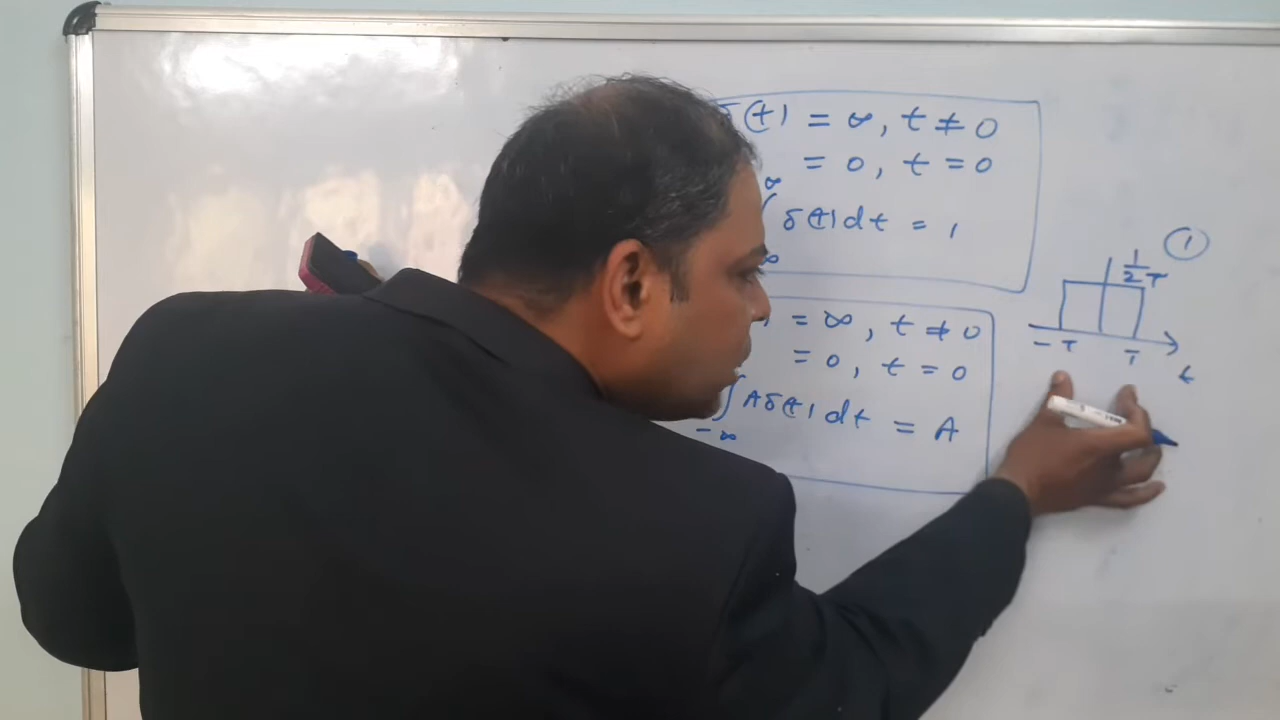 δ(t) = ∞, t ≠ 0
= 0, t = 0
∞
∫ δ(t) dt = 1
∞
1
1/2T
-T T
t
) = ∞, t ≠ 0
= 0, t = 0
∫ Aδ(t) dt = A
-∞